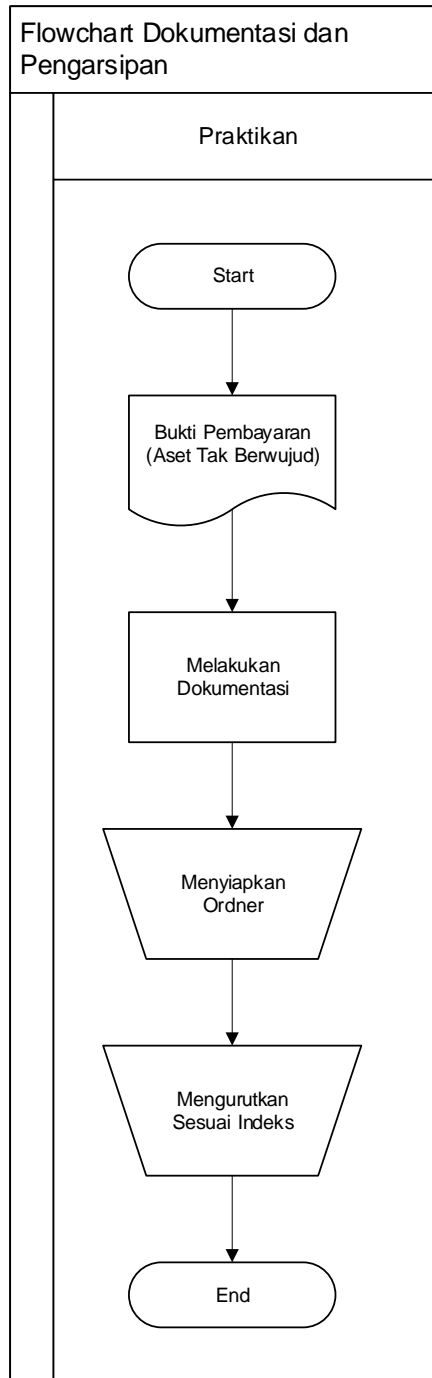 Flowchart Dokumentasi dan
Pengarsipan
Praktikan
Start
Bukti Pembayaran
(Aset Tak Berwujud)
Melakukan
Dokumentasi
Menyiapkan
Ordner
Mengurutkan
Sesuai Indeks
End